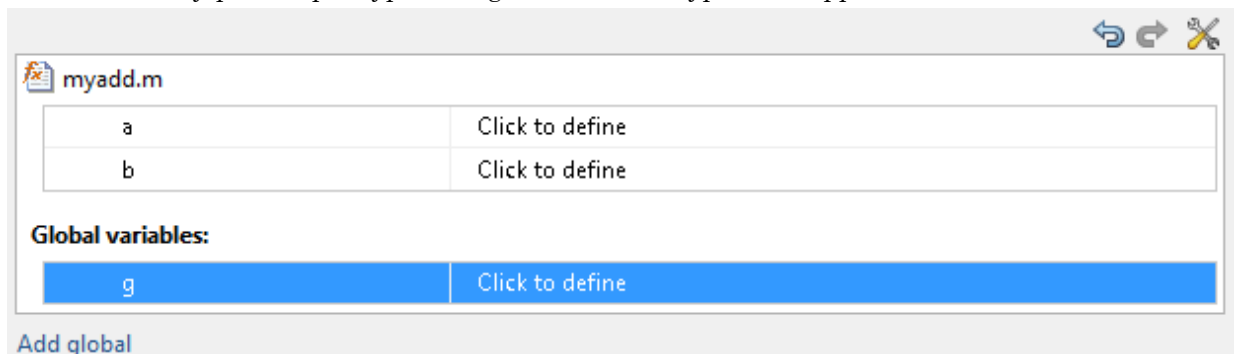 myadd.m
a Click to define
b Click to define
Global variables:
g Click to define
Add global